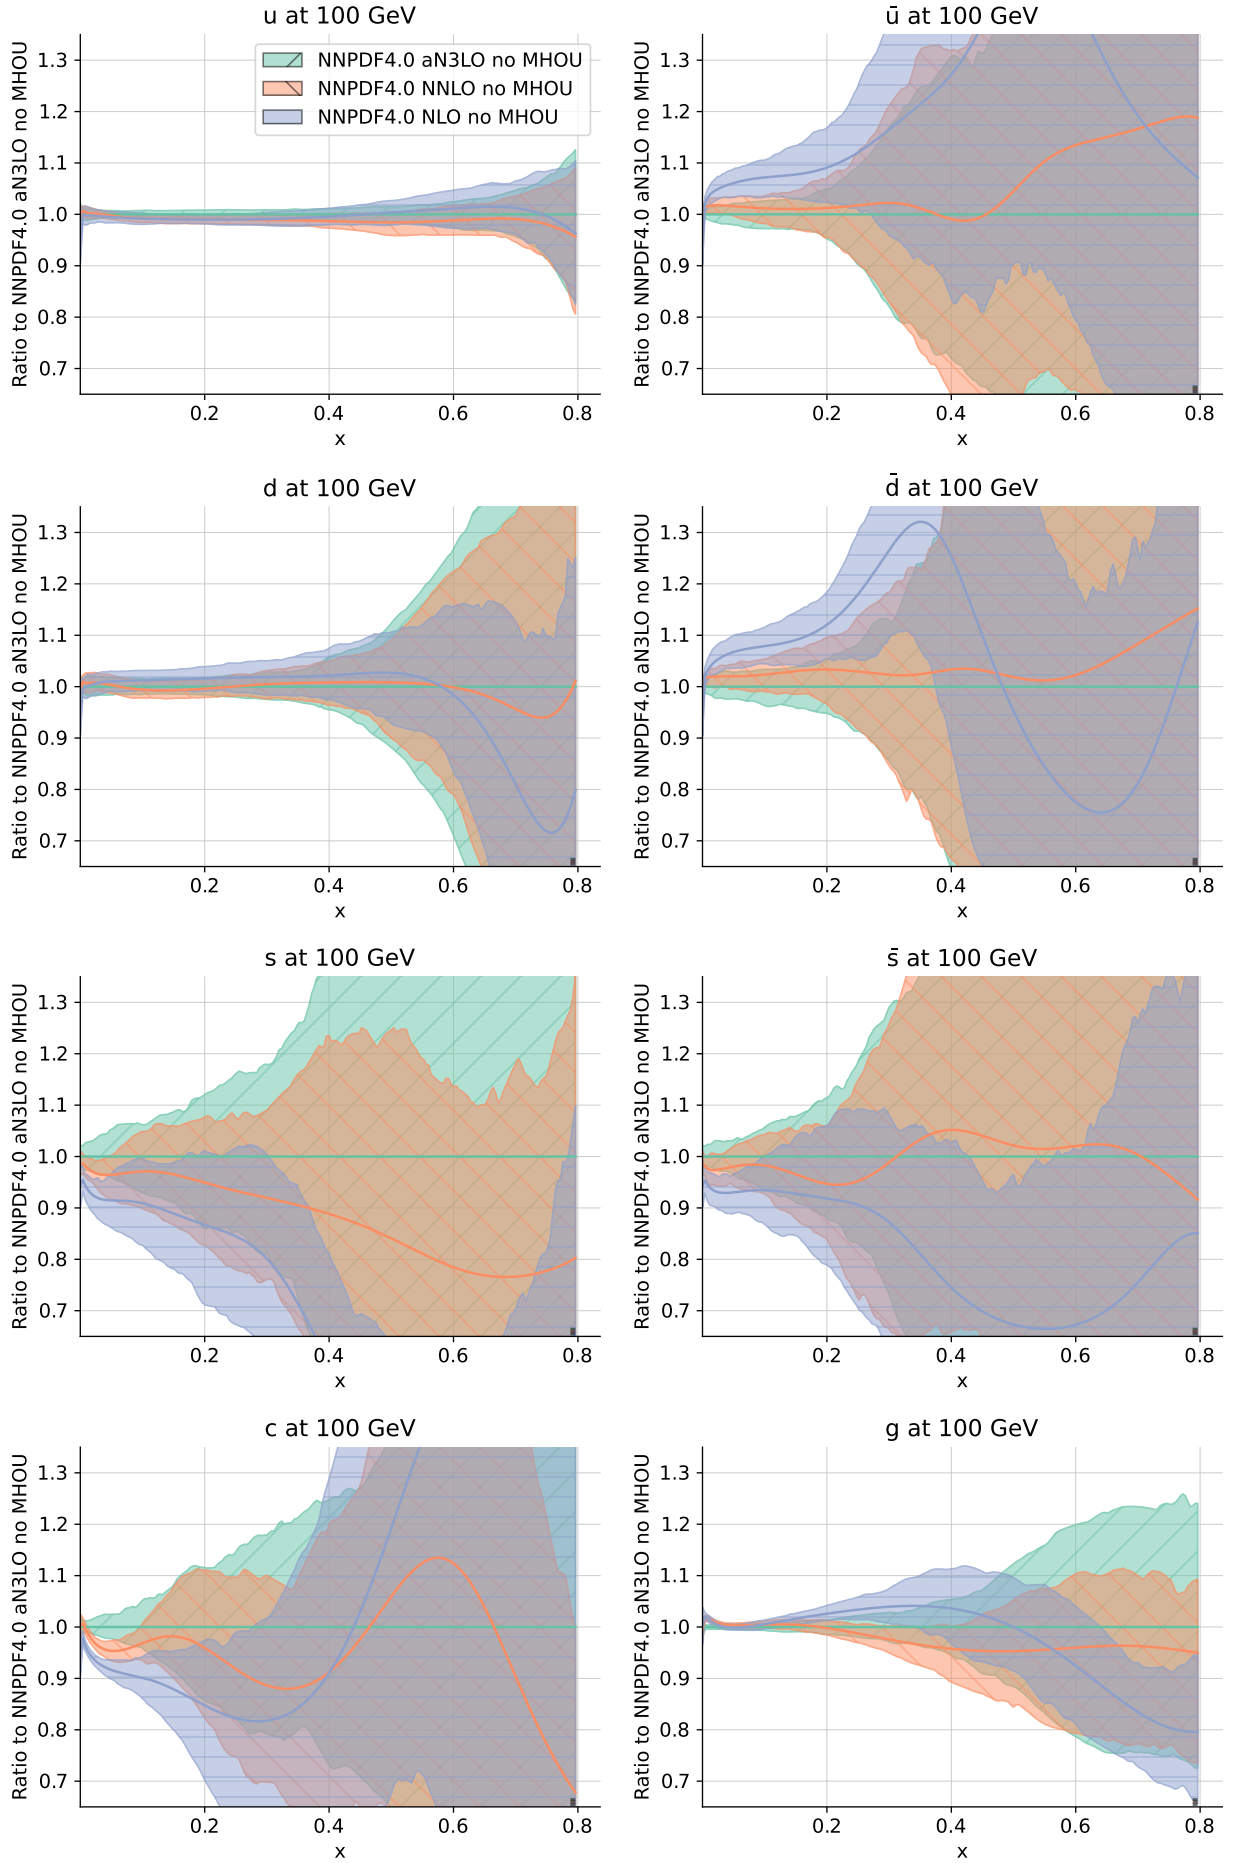 u at 100 GeV
Ratio to NNPDF4.0 aN3LO no MHOU
1.3
1.2
1.1
1.0
0.9
0.8
0.7
NNPDF4.0 aN3LO no MHOU
NNPDF4.0 NNLO no MHOU
NNPDF4.0 NLO no MHOU
0.2 0.4 0.6 0.8
x
ū at 100 GeV
Ratio to NNPDF4.0 aN3LO no MHOU
1.3
1.2
1.1
1.0
0.9
0.8
0.7
0.2 0.4 0.6 0.8
x
d at 100 GeV
Ratio to NNPDF4.0 aN3LO no MHOU
1.3
1.2
1.1
1.0
0.9
0.8
0.7
0.2 0.4 0.6 0.8
x
d̄ at 100 GeV
Ratio to NNPDF4.0 aN3LO no MHOU
1.3
1.2
1.1
1.0
0.9
0.8
0.7
0.2 0.4 0.6 0.8
x
s at 100 GeV
Ratio to NNPDF4.0 aN3LO no MHOU
1.3
1.2
1.1
1.0
0.9
0.8
0.7
0.2 0.4 0.6 0.8
x
s̄ at 100 GeV
Ratio to NNPDF4.0 aN3LO no MHOU
1.3
1.2
1.1
1.0
0.9
0.8
0.7
0.2 0.4 0.6 0.8
x
c at 100 GeV
Ratio to NNPDF4.0 aN3LO no MHOU
1.3
1.2
1.1
1.0
0.9
0.8
0.7
0.2 0.4 0.6 0.8
x
g at 100 GeV
Ratio to NNPDF4.0 aN3LO no MHOU
1.3
1.2
1.1
1.0
0.9
0.8
0.7
0.2 0.4 0.6 0.8
x